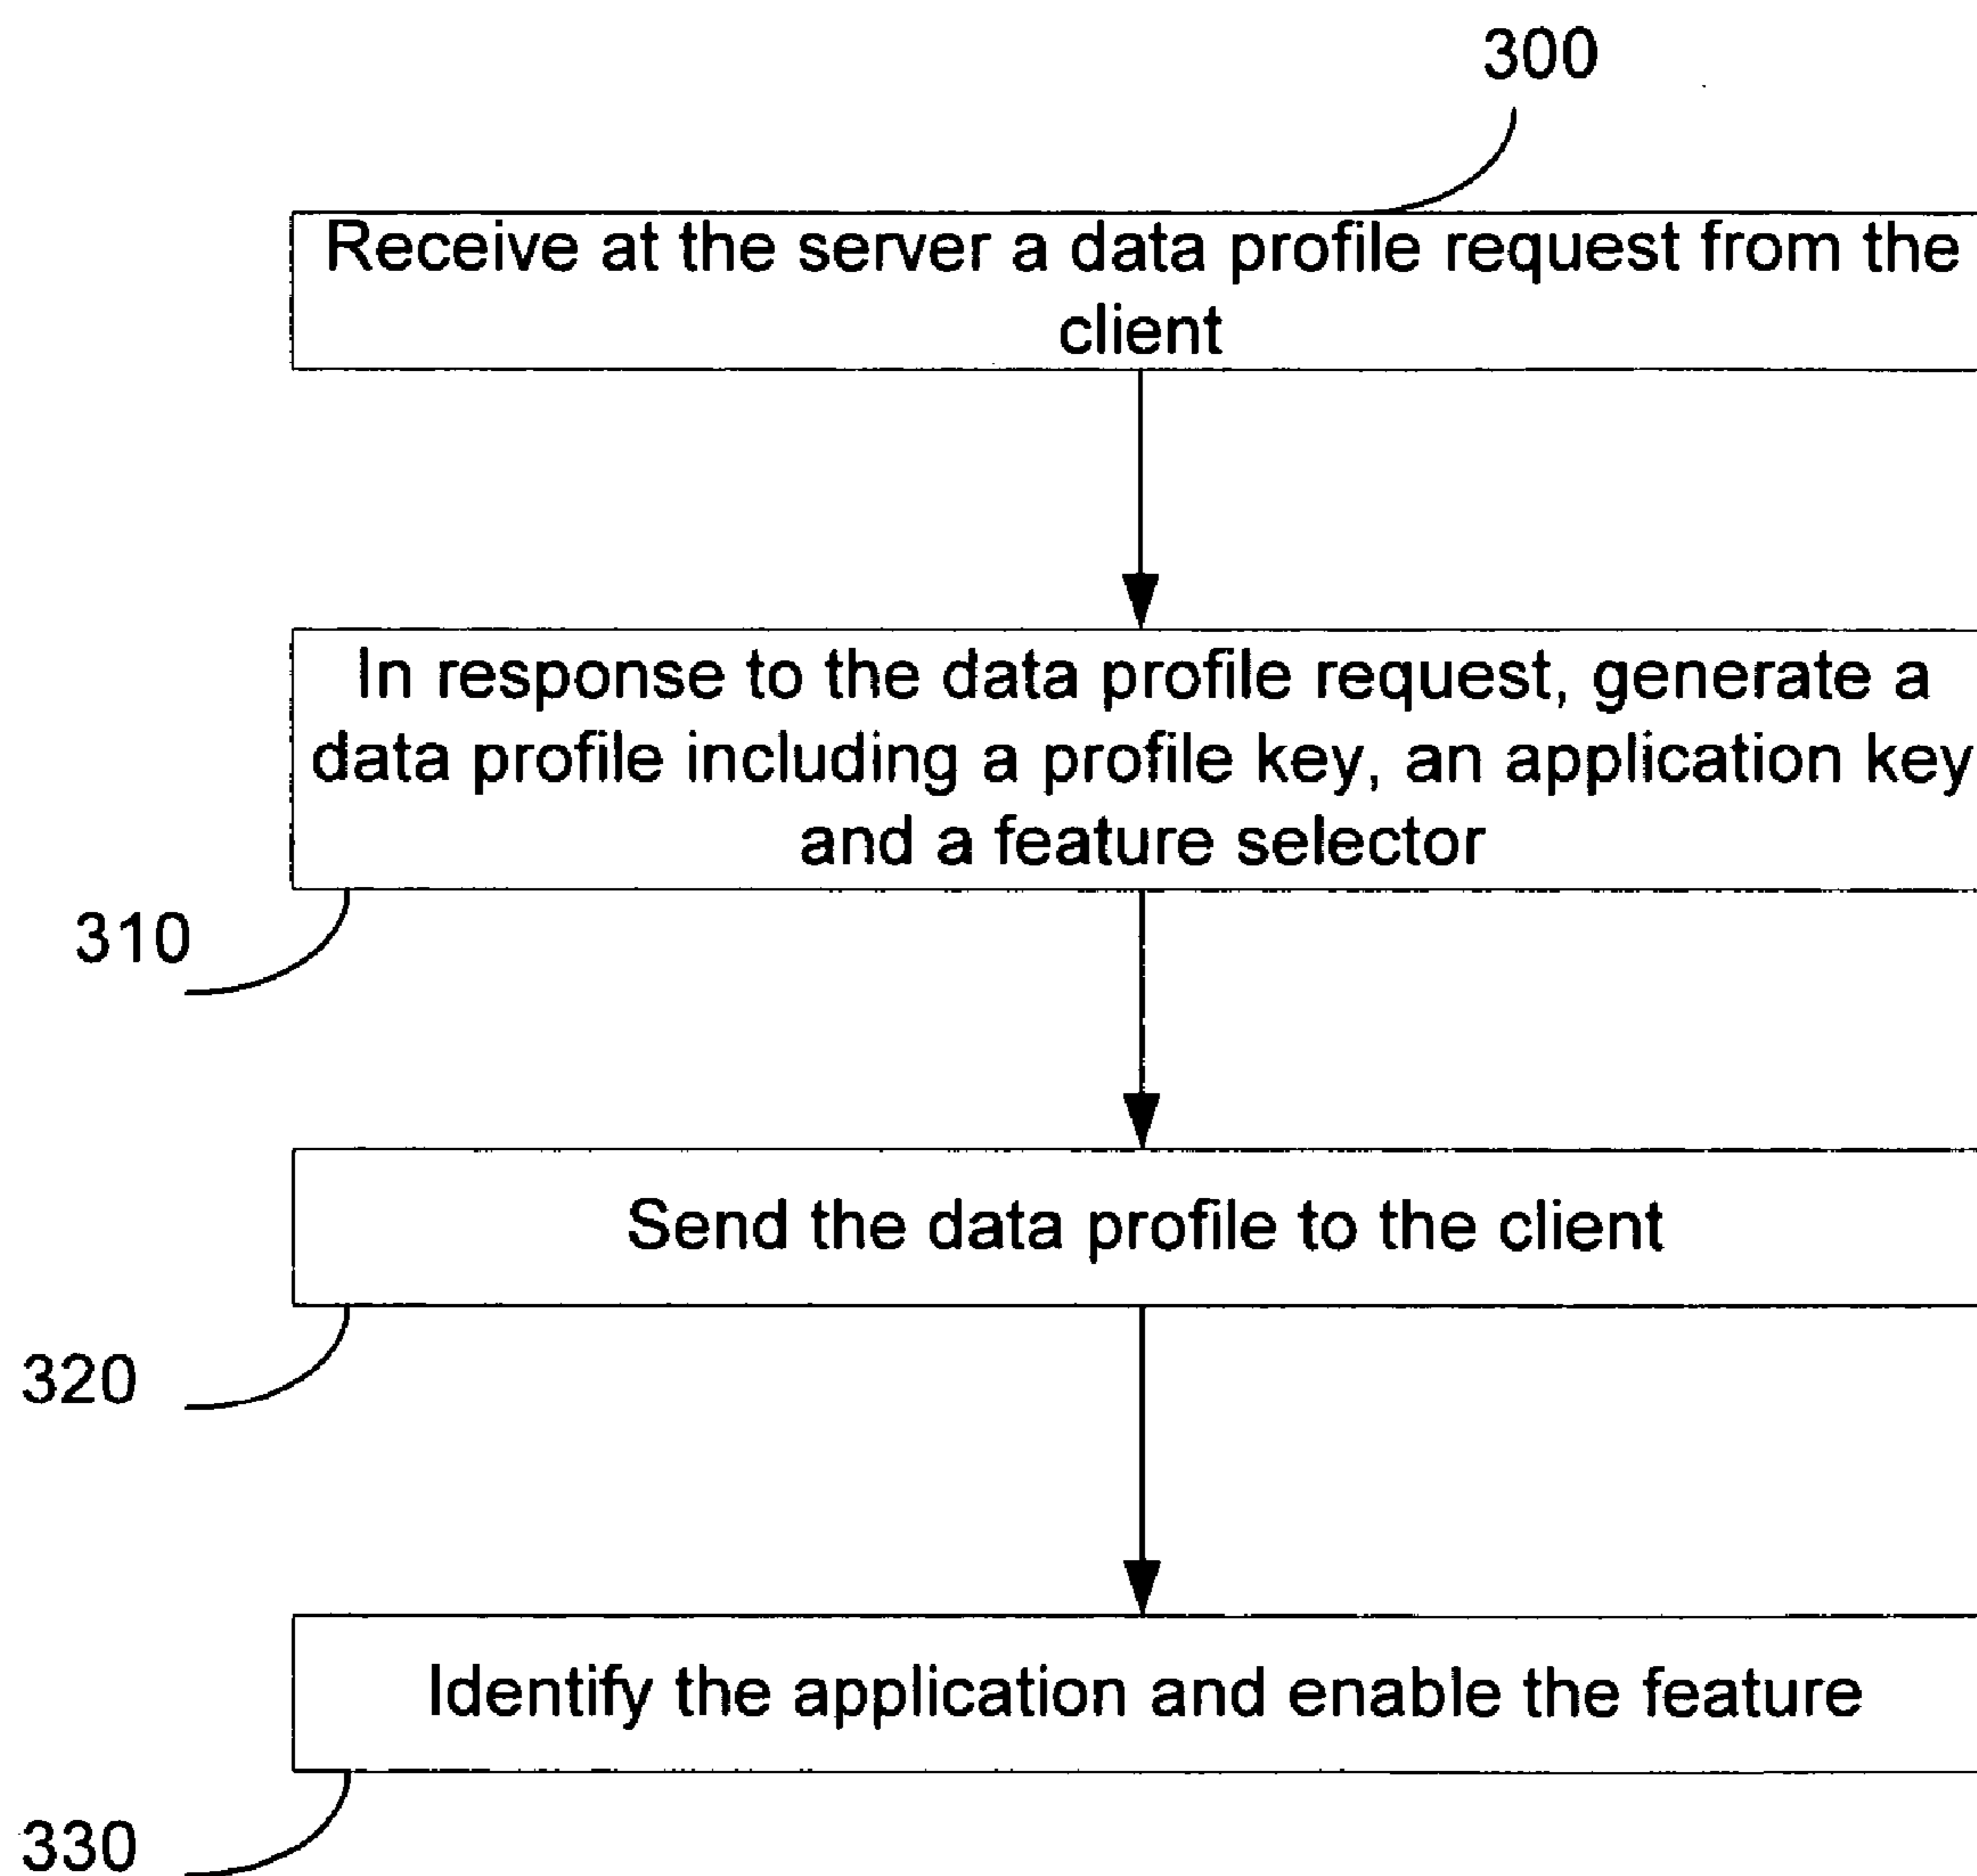 300
Receive at the server a data profile request from the
client
In response to the data profile request, generate a
data profile including a profile key, an application key
and a feature selector
310
Send the data profile to the client
320
Identify the application and enable the feature
330